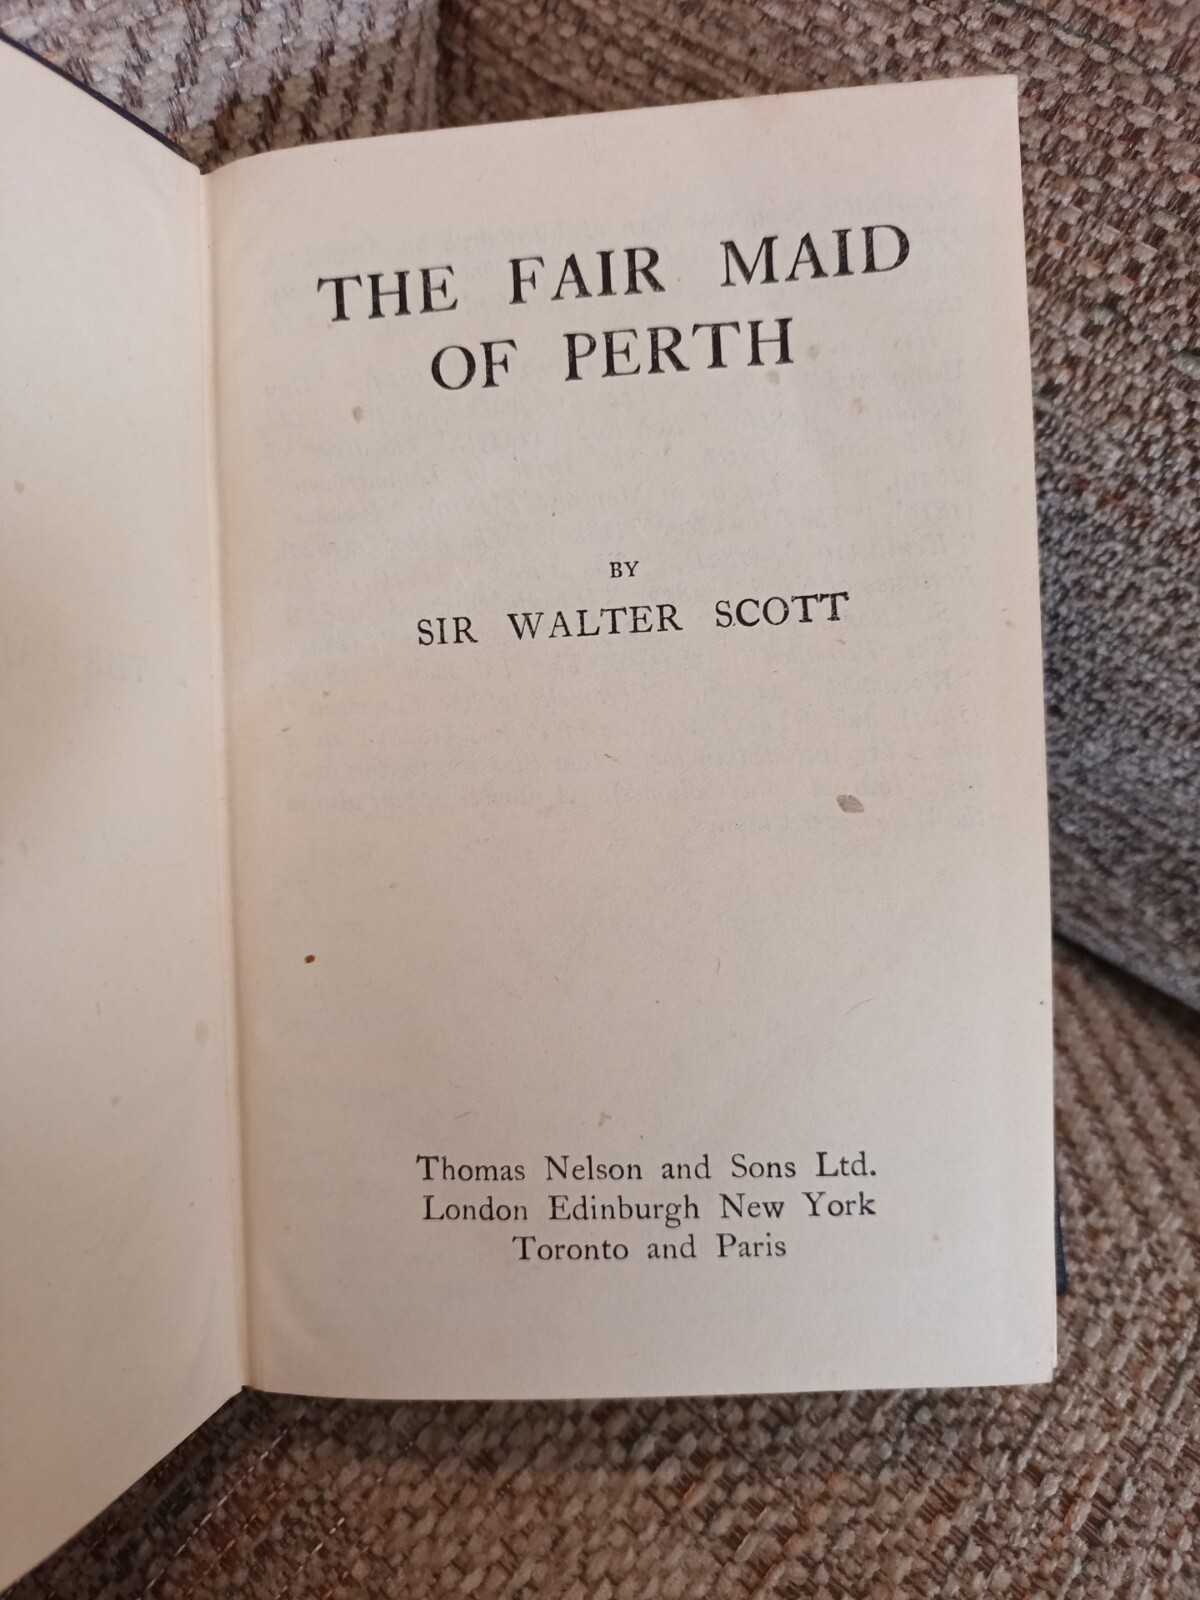 THE FAIR MAID
OF PERTH
BY
SIR WALTER SCOTT
Thomas Nelson and Sons Ltd.
London Edinburgh New York
Toronto and Paris